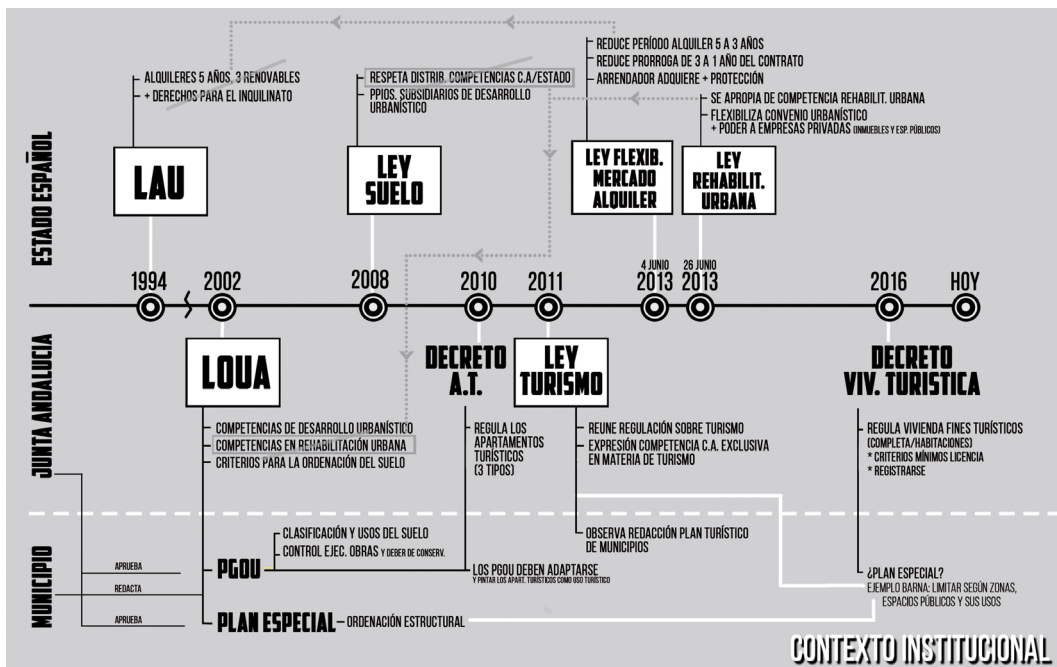 REDUCE PERÍODO ALQUILER 5 A 3 AÑOS
REDUCE PRORROGA DE 3 A 1 AÑO DEL CONTRATO
ARRENDADOR ADQUIERE + PROTECCIÓN
ALQUILERES 5 AÑOS, 3 RENOVABLES
+ DERECHOS PARA EL INQUILINATO
RESPETA DISTRIB. COMPETENCIAS C.A/ESTADO
PPIOS. SUBSIDIARIOS DE DESARROLLO
URBANÍSTICO
SE APROPIA DE COMPETENCIA REHABILIT. URBANA
FLEXIBILIZA CONVENIO URBANÍSTICO
+ PODER A EMPRESAS PRIVADAS (INMUEBLES Y ESP. PÚBLICOS)
ESTADO ESPAÑOL
LAU
LEY
SUELO
LEY FLEXIB.
MERCADO
ALQUILER
LEY
REHABILIT.
URBANA
1994
2002
2008
2010
2011
4 JUNIO
2013
26 JUNIO
2013
2016
HOY
JUNTA ANDALUCIA
LOUA
DECRETO
A.T.
LEY
TURISMO
DECRETO
VIV. TURISTICA
COMPETENCIAS DE DESARROLLO URBANÍSTICO
COMPETENCIAS EN REHABILITACIÓN URBANA
CRITERIOS PARA LA ORDENACIÓN DEL SUELO
REGULA LOS
APARTAMENTOS
TURÍSTICOS
(3 TIPOS)
REUNE REGULACIÓN SOBRE TURISMO
EXPRESIÓN COMPETENCIA C.A. EXCLUSIVA
EN MATERIA DE TURISMO
REGULA VIVIENDA FINES TURÍSTICOS
(COMPLETA/HABITACIONES)
* CRITERIOS MÍNIMOS LICENCIA
* REGISTRARSE
MUNICIPIO
CLASIFICACIÓN Y USOS DEL SUELO
CONTROL EJEC. OBRAS Y DEBER DE CONSERV.
OBSERVA REDACCIÓN PLAN TURÍSTICO
DE MUNICIPIOS
APRUEBA
PGOU
LOS PGOU DEBEN ADAPTARSE
Y PINTAR LOS APART. TURÍSTICOS COMO USO TURÍSTICO
¿PLAN ESPECIAL?
EJEMPLO BARNA: LIMITAR SEGÚN ZONAS,
ESPACIOS PÚBLICOS Y SUS USOS
REDACTA
APRUEBA
PLAN ESPECIAL
ORDENACIÓN ESTRUCTURAL
CONTEXTO INSTITUCIONAL